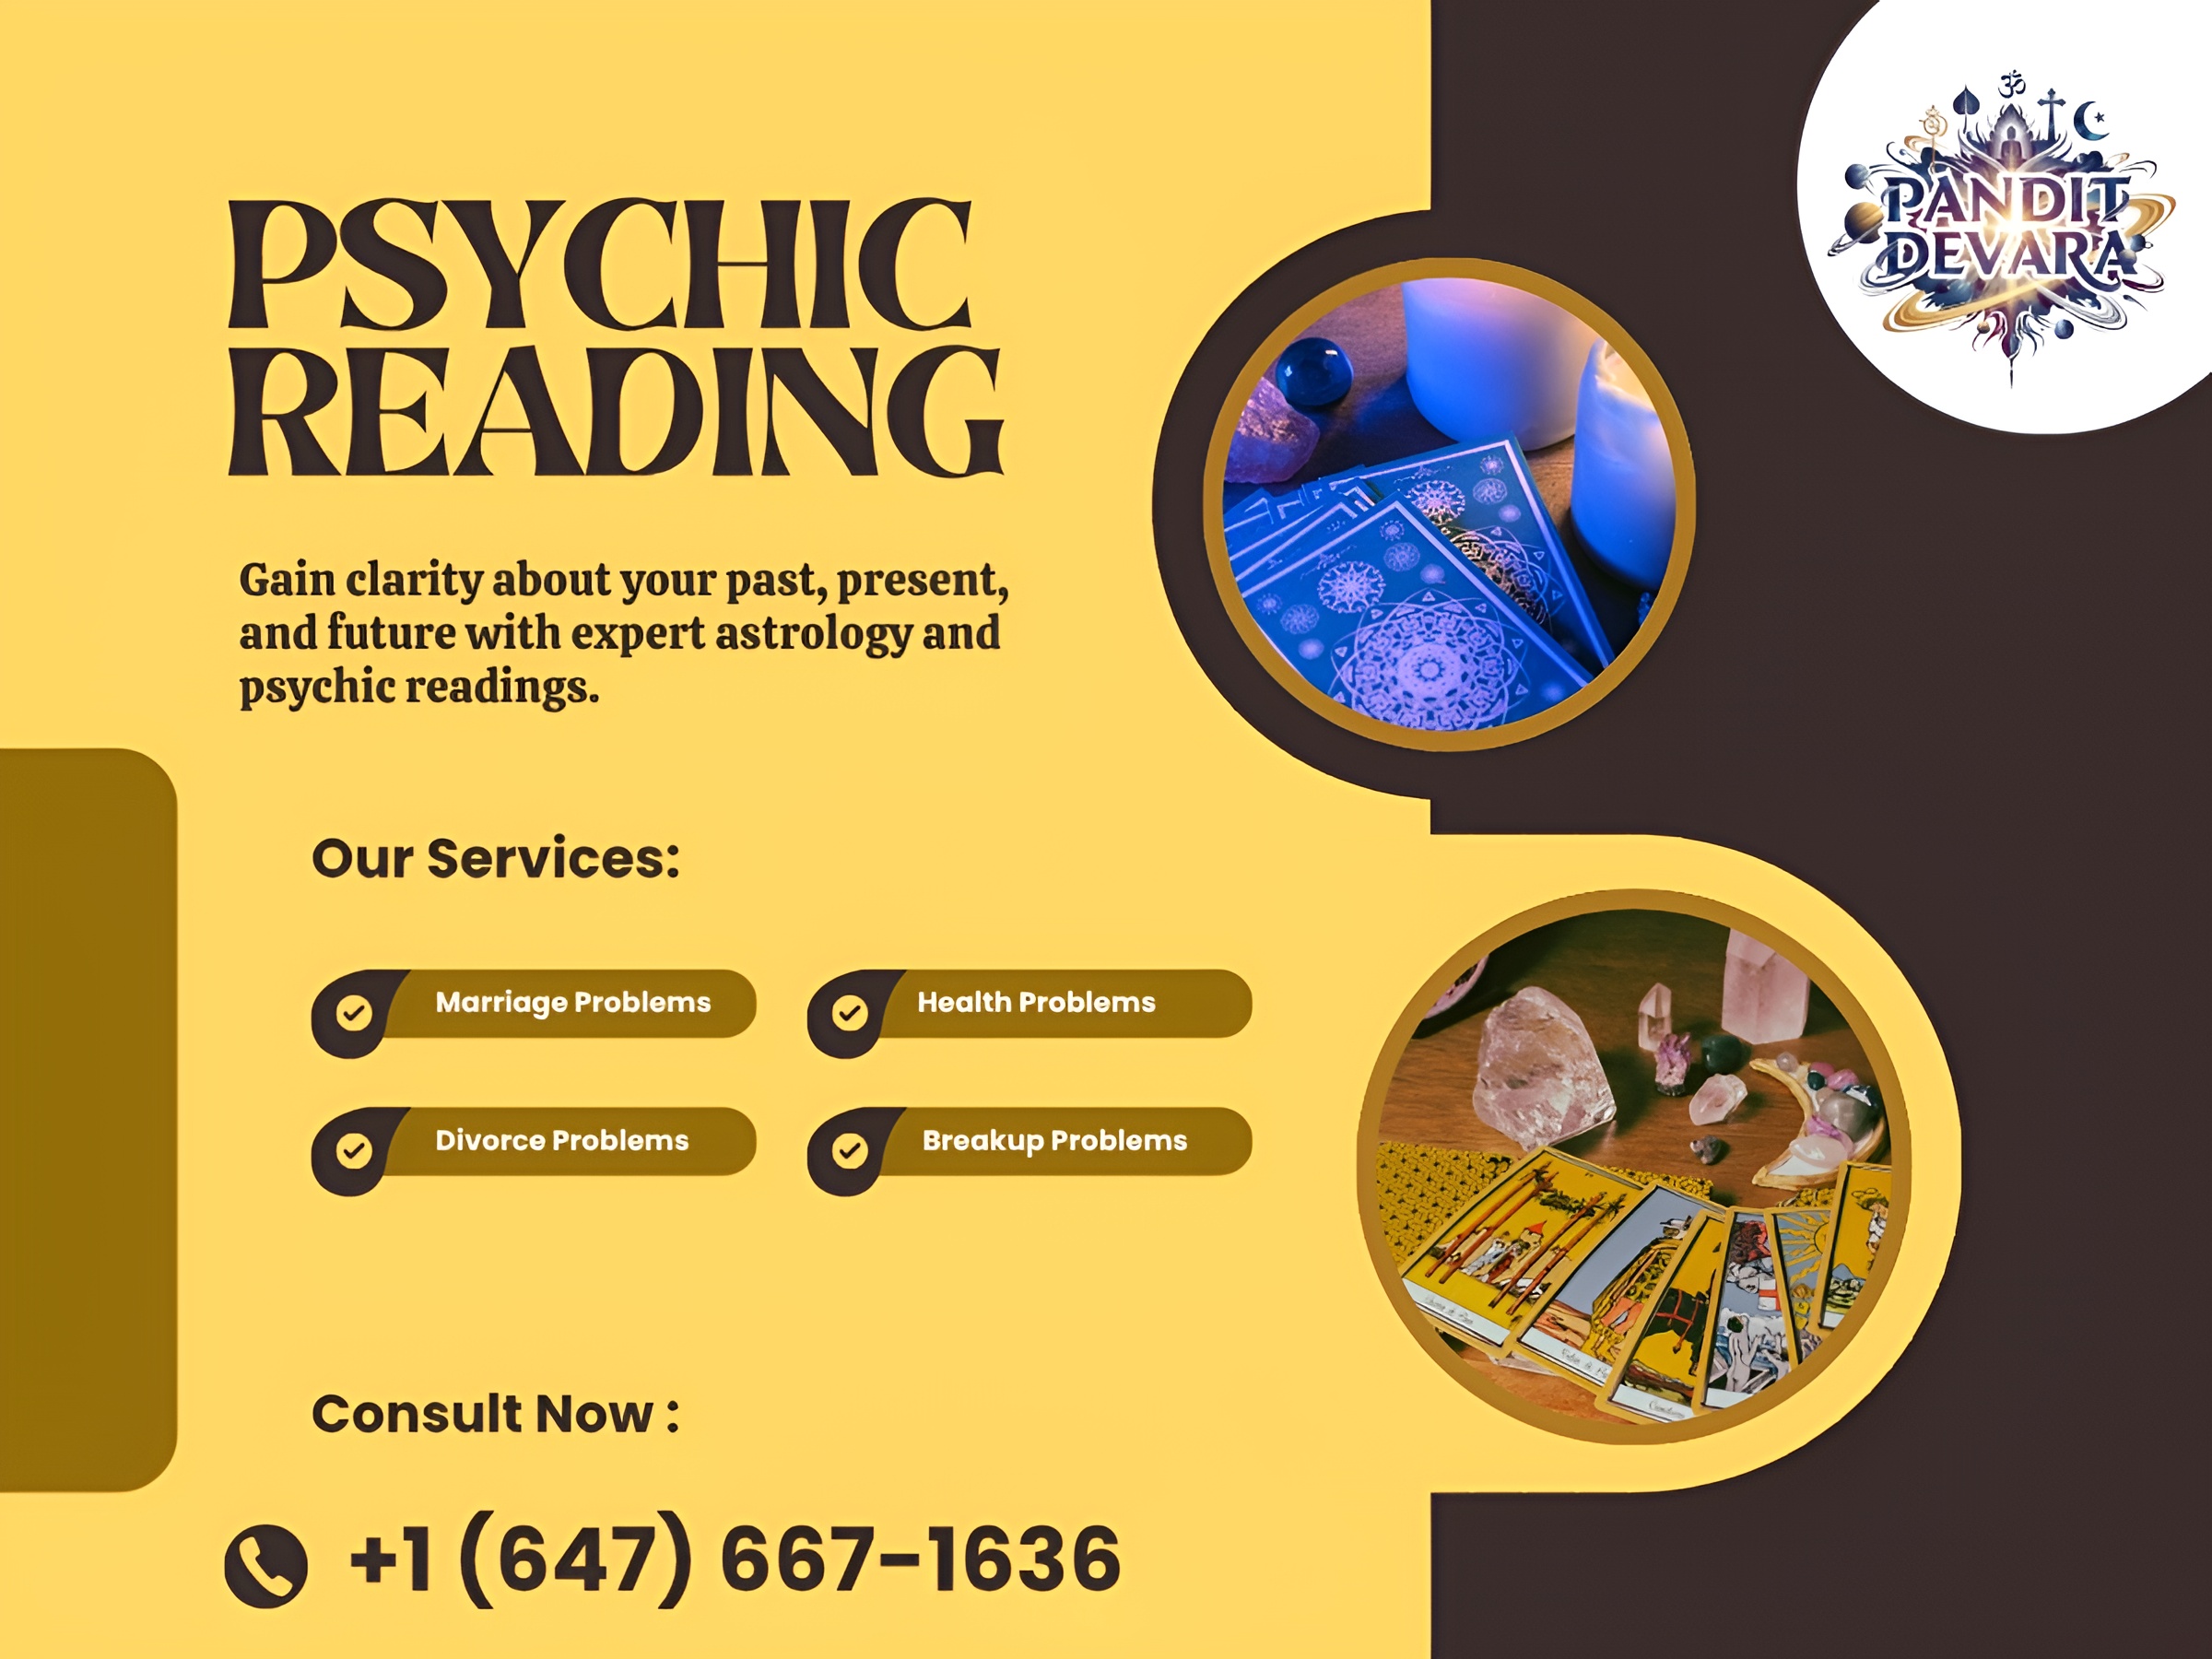 PANDIT
DEVARA
PSYCHIC
READING
Gain clarity about your past, present,
and future with expert astrology and
psychic readings.
Our Services:
Marriage Problems
Health Problems
Divorce Problems
Breakup Problems
Consult Now :
+1 (647) 667-1636